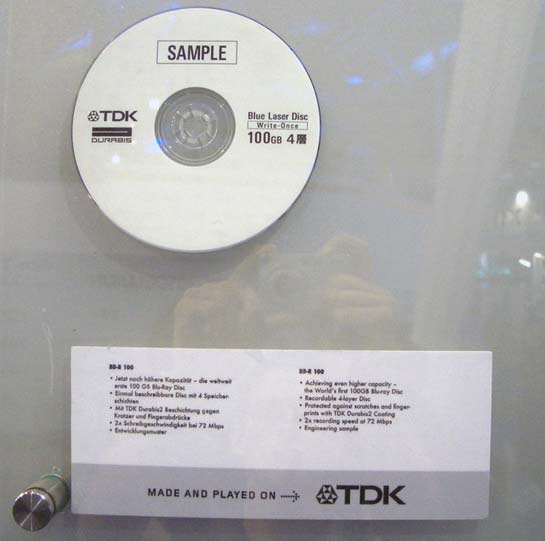 SAMPLE
TDK
DURABIS
Blue Laser Disc
Write-Once
100GB 4層
BD-R 100
• Jetzt noch höhere Kapazität – die weltweit
erste 100 GB Blu-Ray Disc
• Einmal beschreibbare Disc mit 4 Speicher-
schichten
• Mit TDK Durabis2 Beschichtung gegen
Kratzer und Fingerabdrücke
• 2x Schreibgeschwindigkeit bei 72 Mbps
• Entwicklungsmuster
BD-R 100
• Achieving even higher capacity –
the World's first 100GB Blu-ray Disc
• Recordable 4-layer Disc
• Protected against scratches and finger-
prints with TDK Durabis2 Coating
• 2x recording speed at 72 Mbps
• Engineering sample
MADE AND PLAYED ON TDK